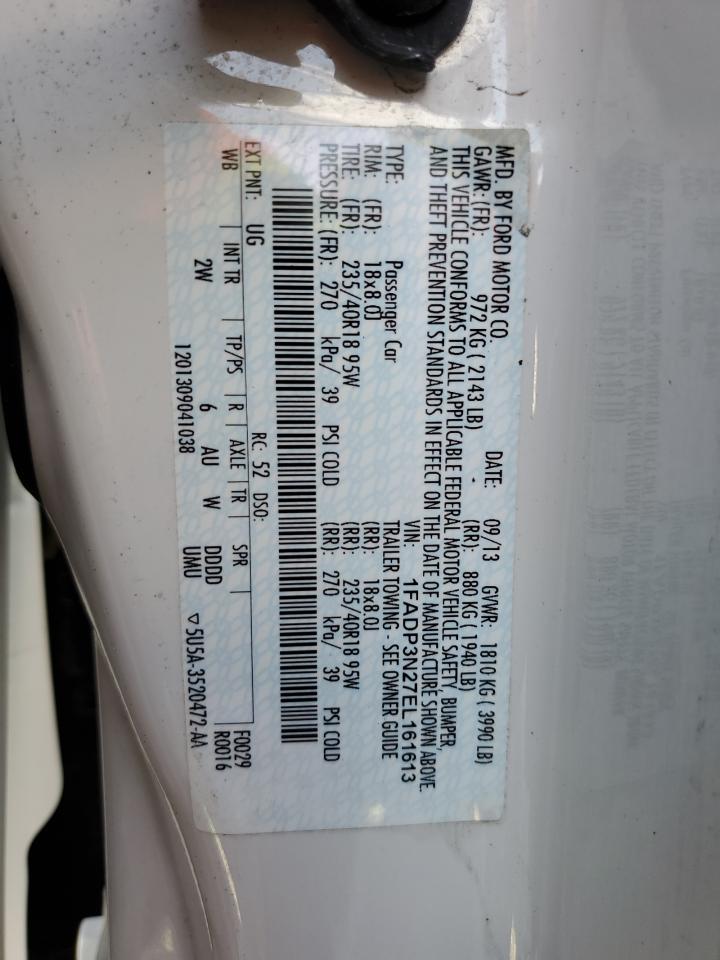 MFD. BY FORD MOTOR CO. DATE: 09/13 GVWR: 1810 KG ( 3990 LB)
GAWR: (FR): 972 KG ( 2143 LB) - (RR): 880 KG ( 1940 LB)
THIS VEHICLE CONFORMS TO ALL APPLICABLE FEDERAL MOTOR VEHICLE SAFETY, BUMPER,
AND THEFT PREVENTION STANDARDS IN EFFECT ON THE DATE OF MANUFACTURE SHOWN ABOVE.
VIN: 1FADP3N27EL161613
TYPE: Passenger Car TRAILER TOWING - SEE OWNER GUIDE
RIM: (FR): 18x8.0J (RR): 18x8.0J
TIRE: (FR): 235/40R18 95W (RR): 235/40R18 95W
PRESSURE: (FR): 270 kPa/ 39 PSI COLD (RR): 270 kPa/ 39 PSI COLD
EXT PNT: UG RC: 52 DSO: F0029
WB INT TR TP/PS R AXLE TR SPR R0016
2W 6 AU W DDDD
UMU
1201309041038 ▽5U5A-3520472-AA